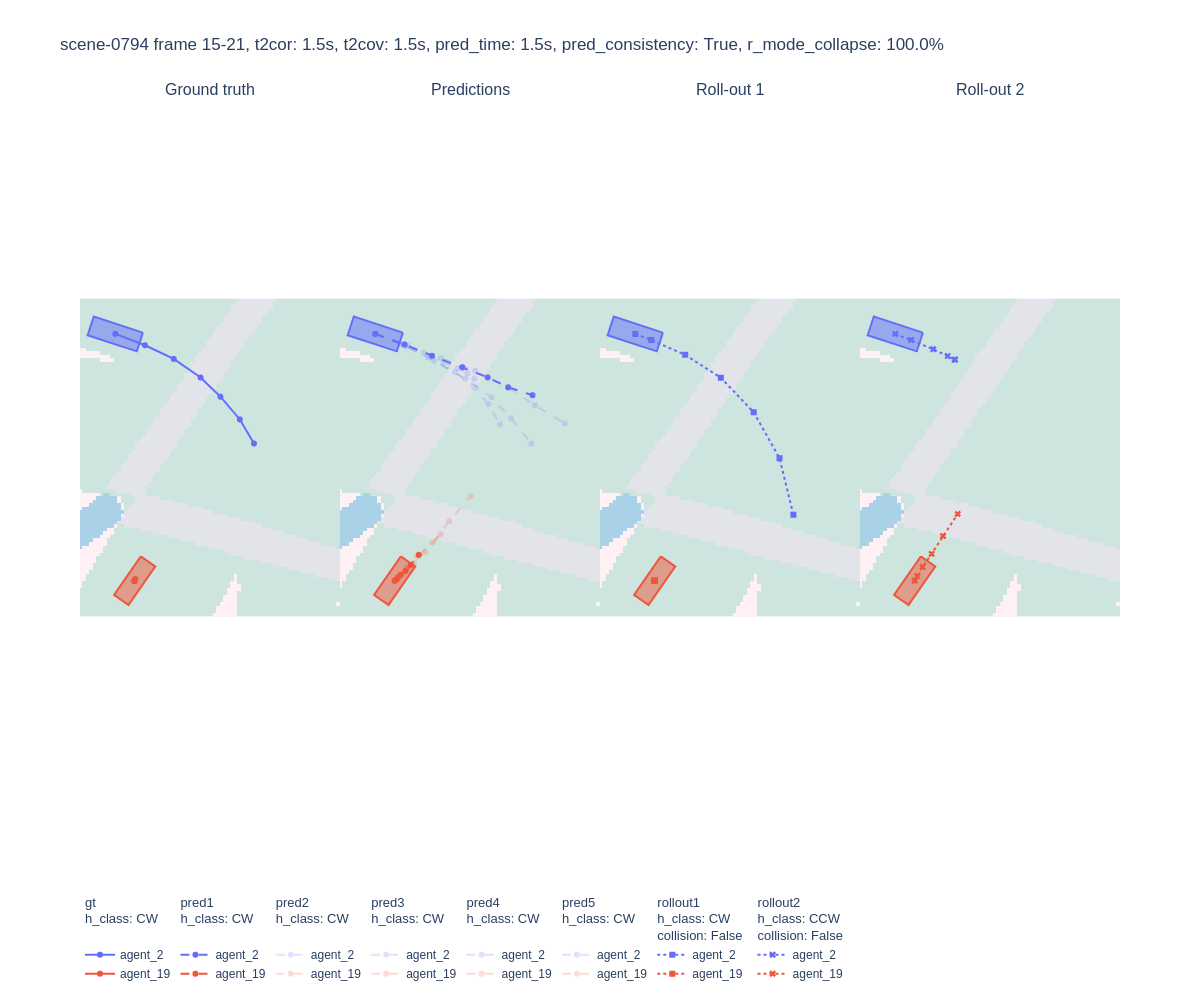 scene-0794 frame 15-21, t2cor: 1.5s, t2cov: 1.5s, pred_time: 1.5s, pred_consistency: True, r_mode_collapse: 100.0%
Ground truth
Predictions
Roll-out 1
Roll-out 2
gt
h_class: CW
agent_2
agent_19
pred1
h_class: CW
agent_2
agent_19
pred2
h_class: CW
agent_2
agent_19
pred3
h_class: CW
agent_2
agent_19
pred4
h_class: CW
agent_2
agent_19
pred5
h_class: CW
agent_2
agent_19
rollout1
h_class: CW
collision: False
agent_2
agent_19
rollout2
h_class: CCW
collision: False
agent_2
agent_19